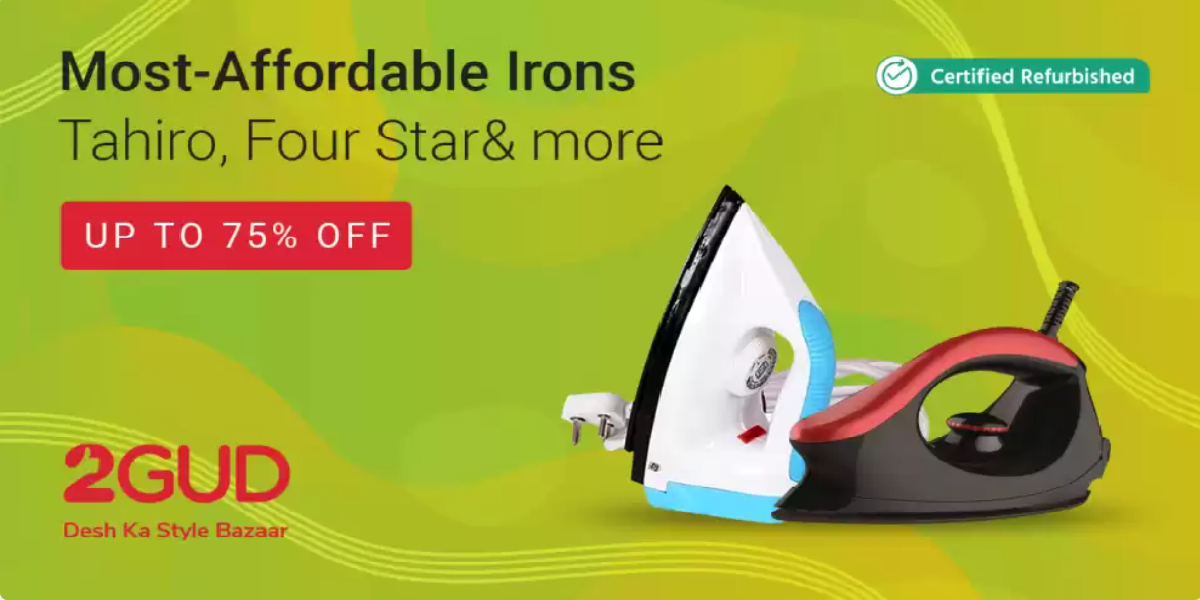 Most-Affordable Irons
Tahiro, Four Star& more
Certified Refurbished
UP TO 75% OFF
2GUD
Desh Ka Style Bazaar